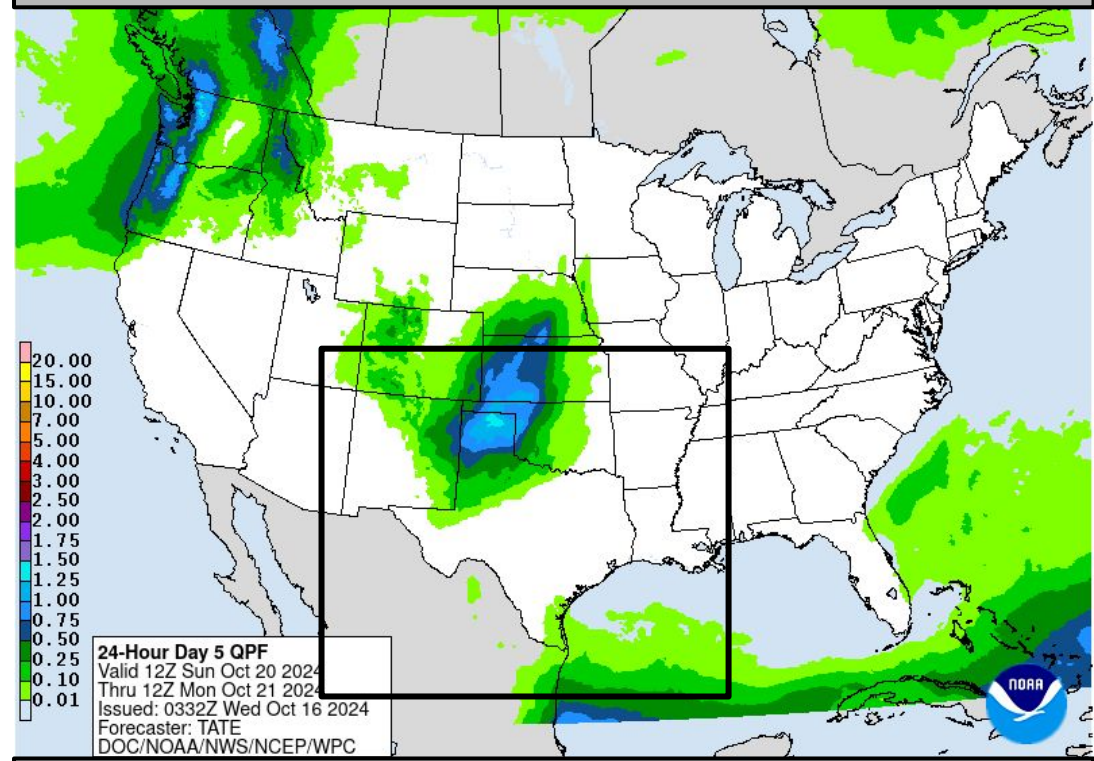 20.00
15.00
10.00
7.00
5.00
4.00
3.00
2.50
2.00
1.75
1.50
1.25
1.00
0.75
0.50
0.25
0.10
0.01
24-Hour Day 5 QPF
Valid 12Z Sun Oct 20 2024
Thru 12Z Mon Oct 21 2024
Issued: 0332Z Wed Oct 16 2024
Forecaster: TATE
DOC/NOAA/NWS/NCEP/WPC
NOAA